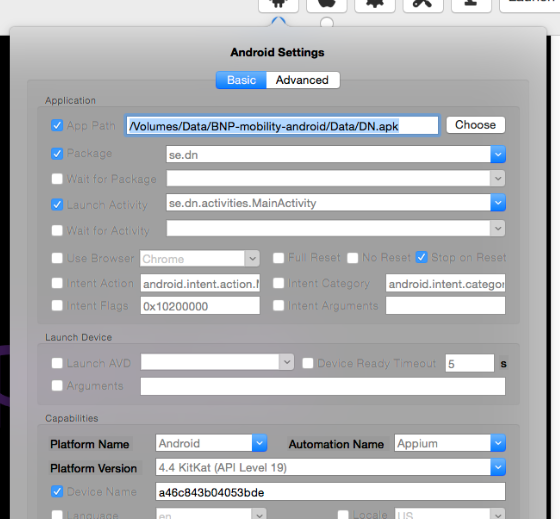 Launch
Android Settings
Basic Advanced
Application
App Path /Volumes/Data/BNP-mobility-android/Data/DN.apk Choose
Package se.dn
Wait for Package
Launch Activity se.dn.activities.MainActivity
Wait for Activity
Use Browser Chrome Full Reset No Reset Stop on Reset
Intent Action android.intent.action.M Intent Category android.intent.categor
Intent Flags 0x10200000 Intent Arguments
Launch Device
Launch AVD Device Ready Timeout 5 s
Arguments
Capabilities
Platform Name Android Automation Name Appium
Platform Version 4.4 KitKat (API Level 19)
Device Name a46c843b04053bde
Language en Locale US